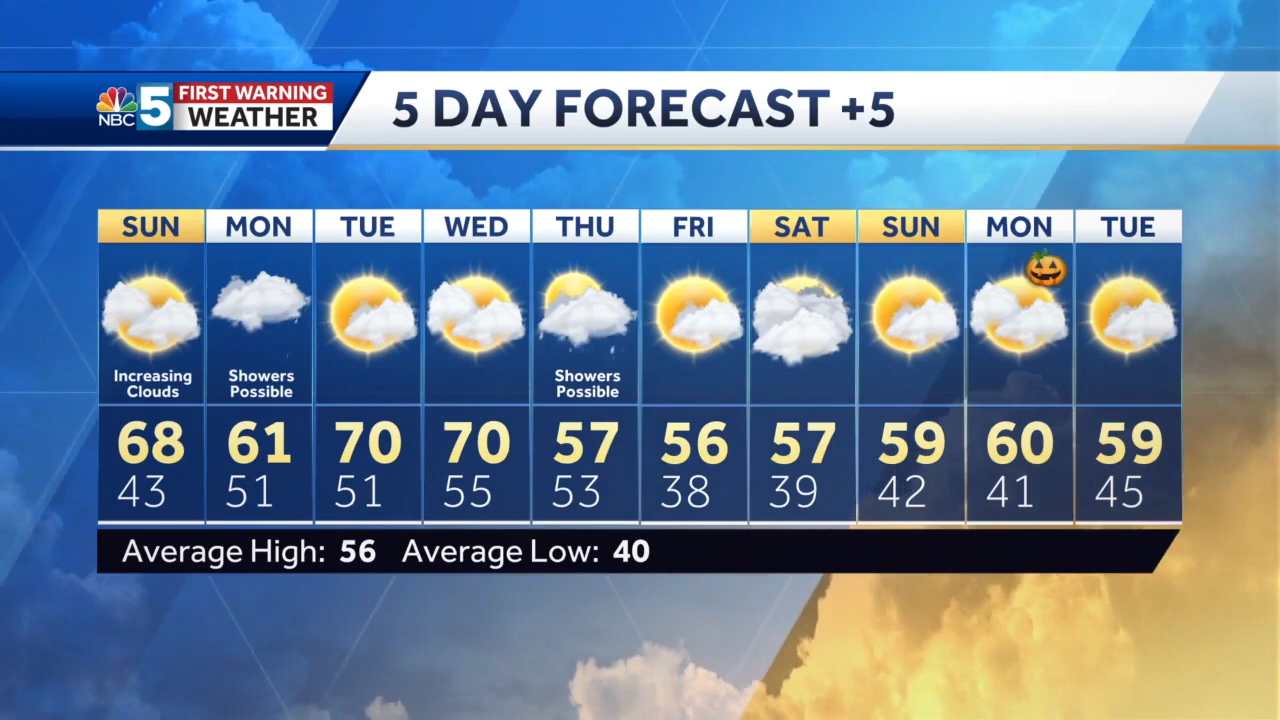 NBC 5 FIRST WARNING WEATHER
5 DAY FORECAST +5
SUN MON TUE WED THU FRI SAT SUN MON TUE
Increasing Clouds
Showers Possible
Showers Possible
68 61 70 70 57 56 57 59 60 59
43 51 51 55 53 38 39 42 41 45
Average High: 56 Average Low: 40